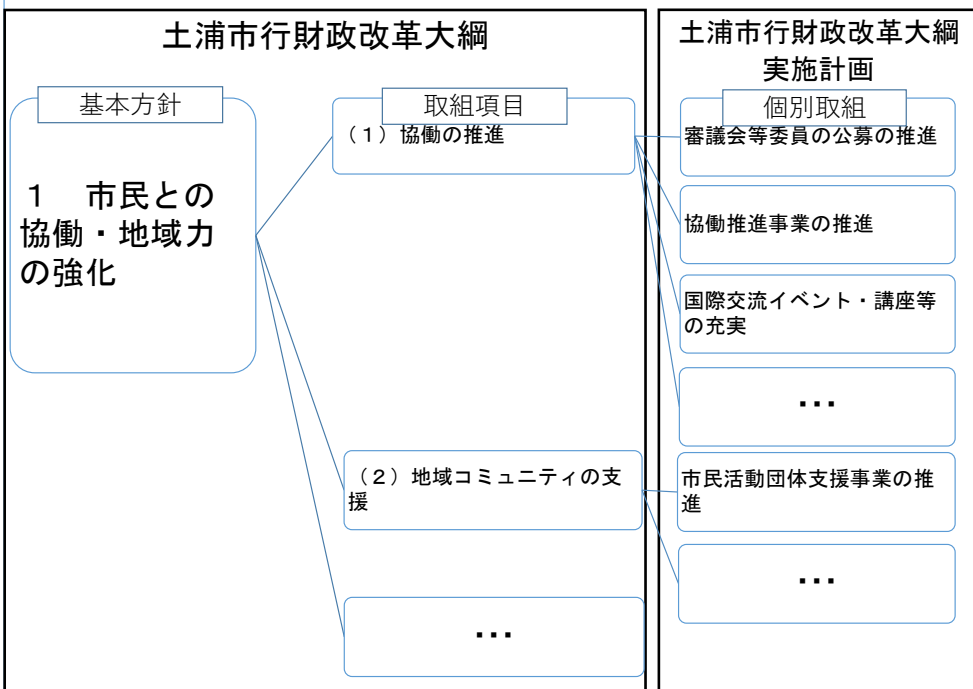 土浦市行財政改革大綱
基本方針
1　市民との
協働・地域力
の強化
取組項目
（１）協働の推進
（２）地域コミュニティの支
援
…
土浦市行財政改革大綱
実施計画
個別取組
審議会等委員の公募の推進
協働推進事業の推進
国際交流イベント・講座等
の充実
…
市民活動団体支援事業の推
進
…